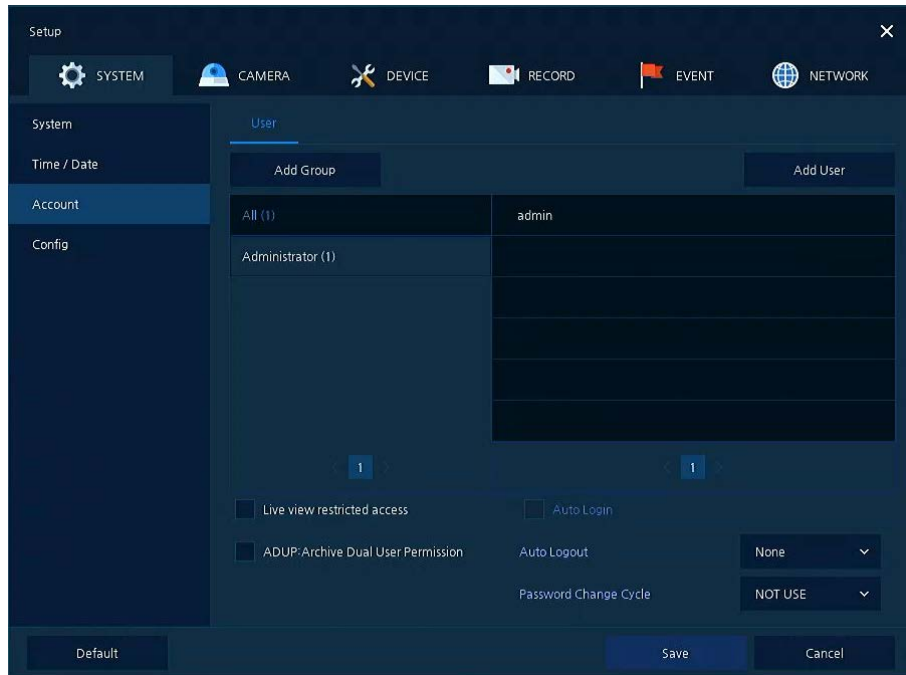 Setup
SYSTEM CAMERA DEVICE RECORD EVENT NETWORK
System
Time / Date
Account
Config
User
Add Group Add User
All (1) admin
Administrator (1)
1 1
Live view restricted access Auto Login
ADUP:Archive Dual User Permission Auto Logout None
Password Change Cycle NOT USE
Default Save Cancel